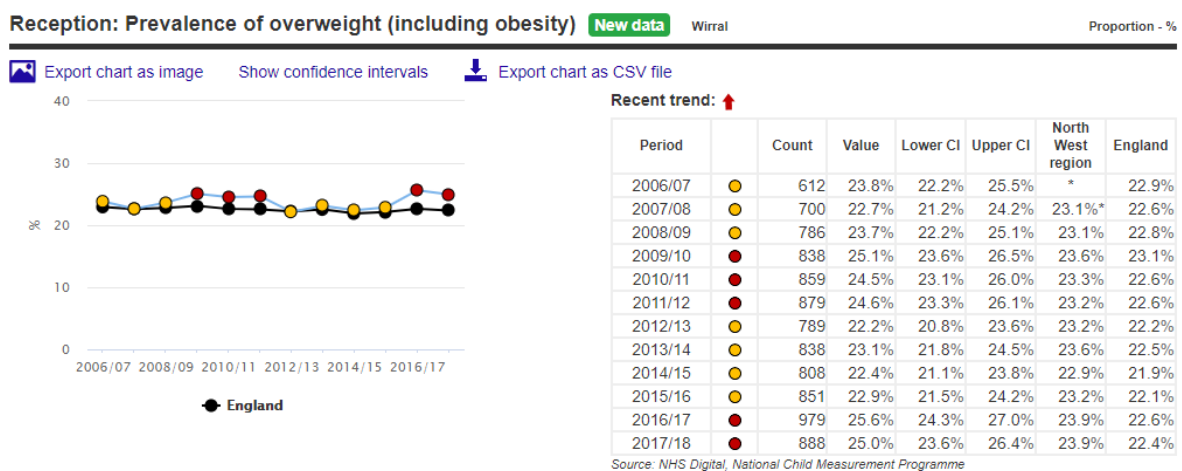 Reception: Prevalence of overweight (including obesity) New data Wirral Proportion - %
Export chart as image Show confidence intervals Export chart as CSV file
40
30
20
10
0
%
2006/07 2008/09 2010/11 2012/13 2014/15 2016/17
England
Recent trend:
Period Count Value Lower CI Upper CI North West region England
2006/07 612 23.8% 22.2% 25.5% * 22.9%
2007/08 700 22.7% 21.2% 24.2% 23.1%* 22.6%
2008/09 786 23.7% 22.2% 25.1% 23.1% 22.8%
2009/10 838 25.1% 23.6% 26.5% 23.6% 23.1%
2010/11 859 24.5% 23.1% 26.0% 23.3% 22.6%
2011/12 879 24.6% 23.3% 26.1% 23.2% 22.6%
2012/13 789 22.2% 20.8% 23.6% 23.2% 22.2%
2013/14 838 23.1% 21.8% 24.5% 23.6% 22.5%
2014/15 808 22.4% 21.1% 23.8% 22.9% 21.9%
2015/16 851 22.9% 21.5% 24.2% 23.2% 22.1%
2016/17 979 25.6% 24.3% 27.0% 23.9% 22.6%
2017/18 888 25.0% 23.6% 26.4% 23.9% 22.4%
Source: NHS Digital, National Child Measurement Programme